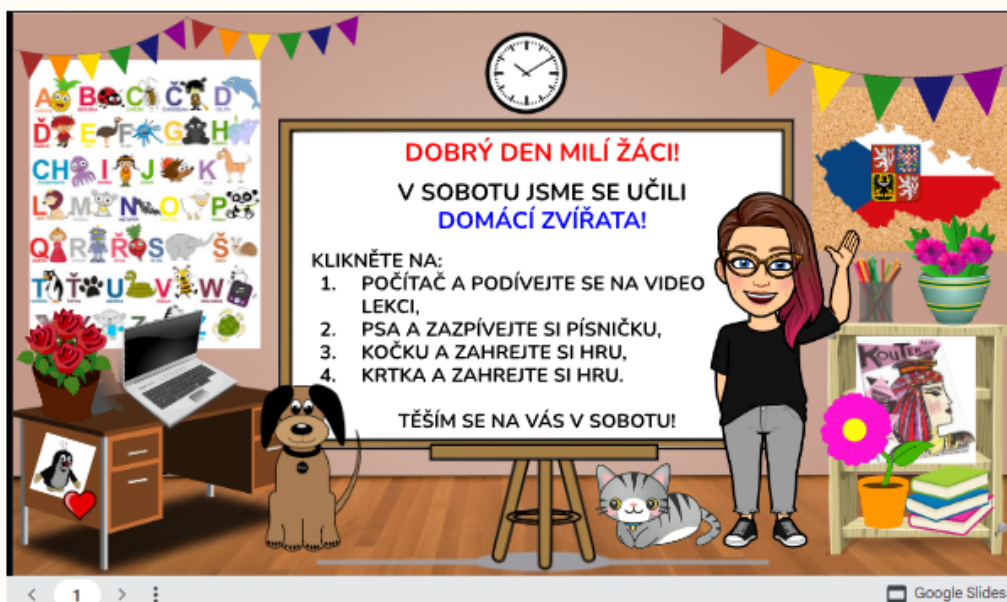 A B C Č D
Ď E F G H
CH I J K
L M N O P
Q R Ř S Š
T Ť U V W
Z
DOBRÝ DEN MILÍ ŽÁCI!
V SOBOTU JSME SE UČILI
DOMÁCÍ ZVÍŘATA!
KLIKNĚTE NA:
1. POČÍTAČ A PODÍVEJTE SE NA VIDEO
LEKCI,
2. PSA A ZAZPÍVEJTE SI PÍSNIČKU,
3. KOČKU A ZAHREJTE SI HRU,
4. KRTKA A ZAHREJTE SI HRU.
TĚŠÍM SE NA VÁS V SOBOTU!
1
Google Slides